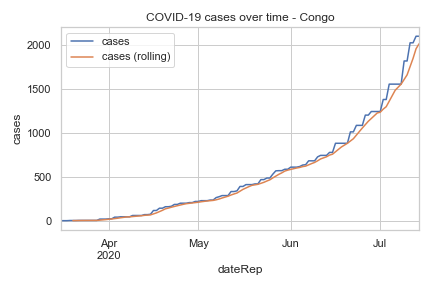 COVID-19 cases over time - Congo
cases
cases (rolling)
2000
1500
1000
500
0
cases
Apr
2020
May
Jun
Jul
dateRep